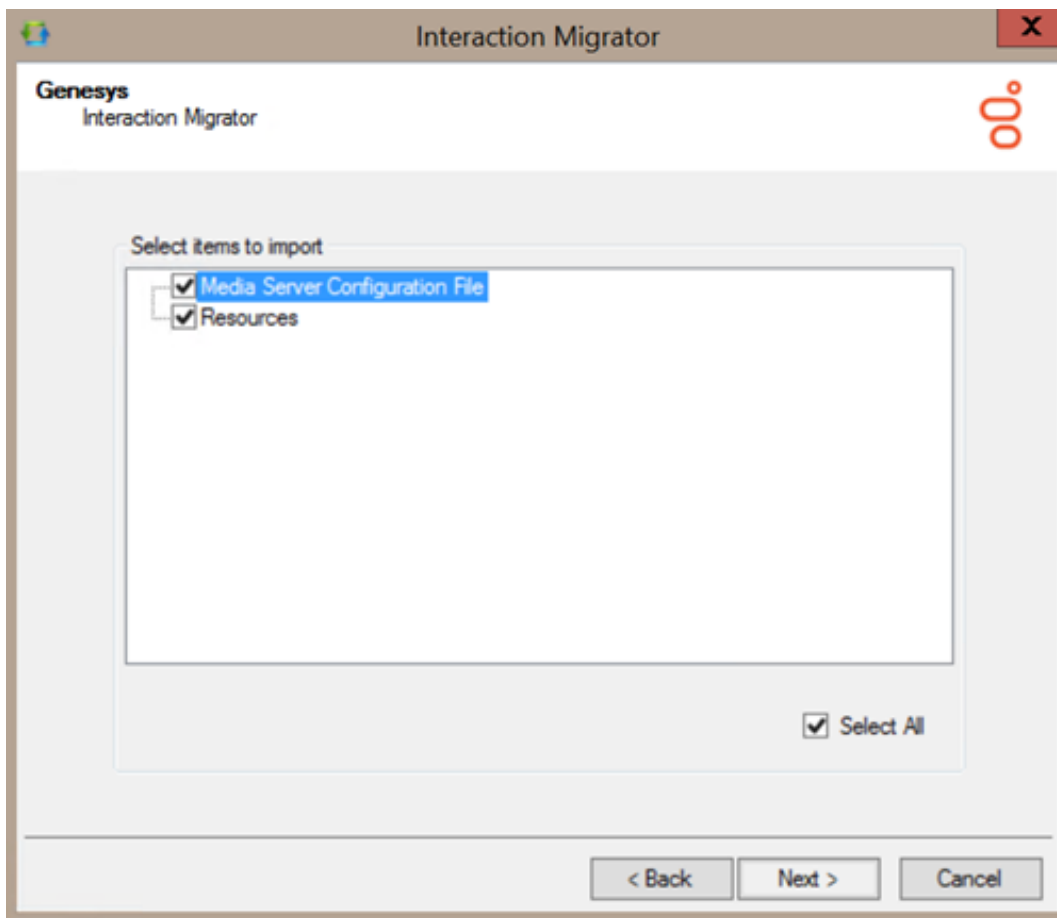 Interaction Migrator
X
Genesys
Interaction Migrator
Select items to import
Media Server Configuration File
Resources
Select All
< Back Next > Cancel